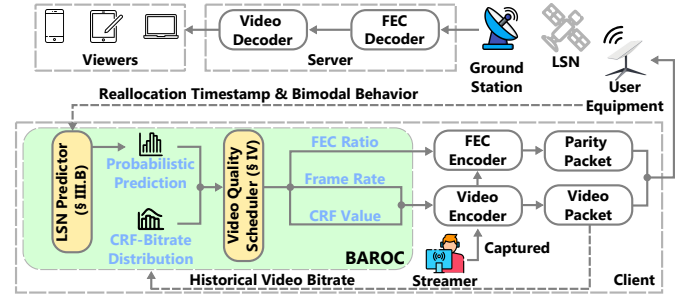 Viewers
Video
Decoder
FEC
Decoder
Server
Ground
Station
LSN
User
Equipment
Reallocation Timestamp & Bimodal Behavior
LSN Predictor
(§ III.B)
Probabilistic
Prediction
CRF-Bitrate
Distribution
Video Quality
Scheduler (§ IV)
FEC Ratio
Frame Rate
CRF Value
BAROC
FEC
Encoder
Parity
Packet
Video
Encoder
Video
Packet
Captured
Streamer
Historical Video Bitrate
Client